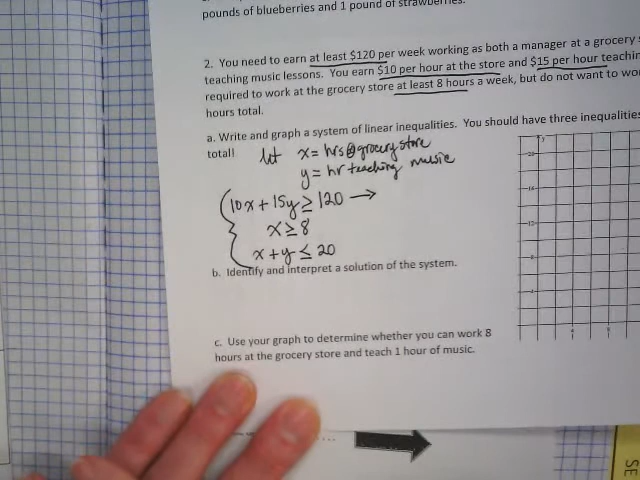 pounds of blueberries and 1 pound of strawberries.
2. You need to earn at least $120 per week working as both a manager at a grocery
teaching music lessons. You earn $10 per hour at the store and $15 per hour
required to work at the grocery store at least 8 hours a week, but do not want to
hours total.
a. Write and graph a system of linear inequalities. You should have three inequalities
total!
let x = hrs @ grocery store
y = hr teaching music
10x + 15y ≥ 120 →
x ≥ 8
x + y ≤ 20
b. Identify and interpret a solution of the system.
c. Use your graph to determine whether you can work 8
hours at the grocery store and teach 1 hour of music.
SE